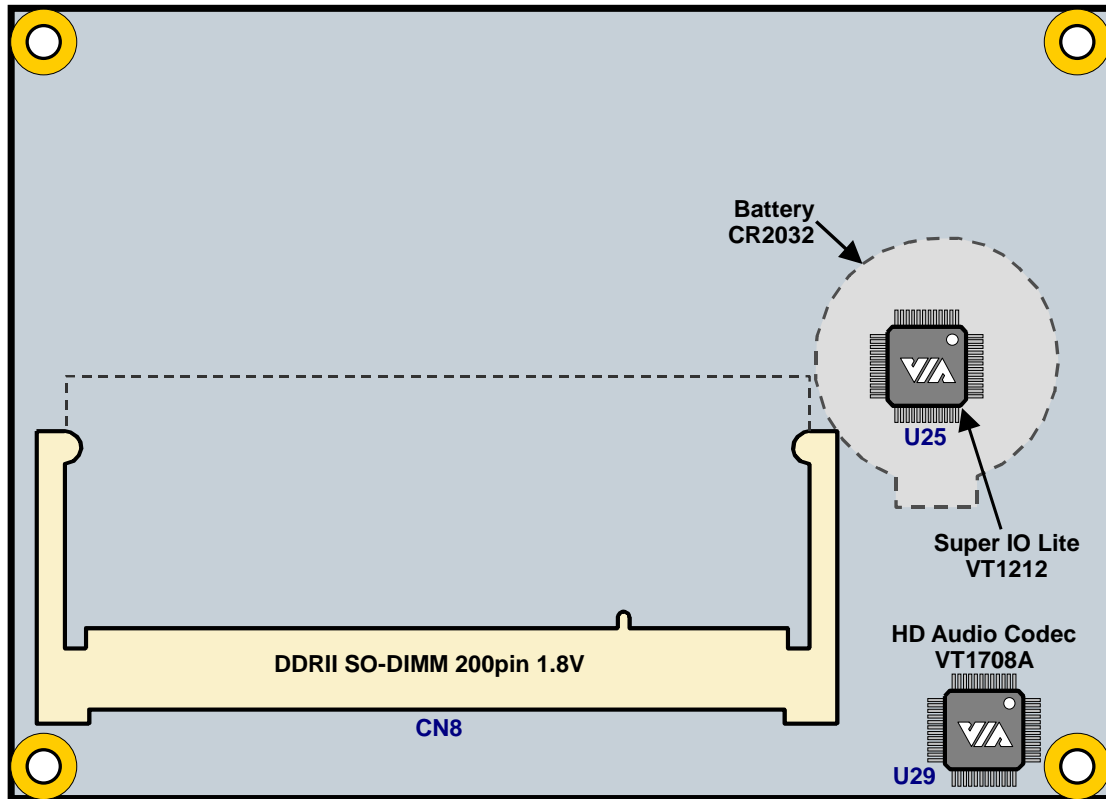 Battery
CR2032
VIA
U25
Super IO Lite
VT1212
HD Audio Codec
VT1708A
DDRII SO-DIMM 200pin 1.8V
CN8
VIA
U29